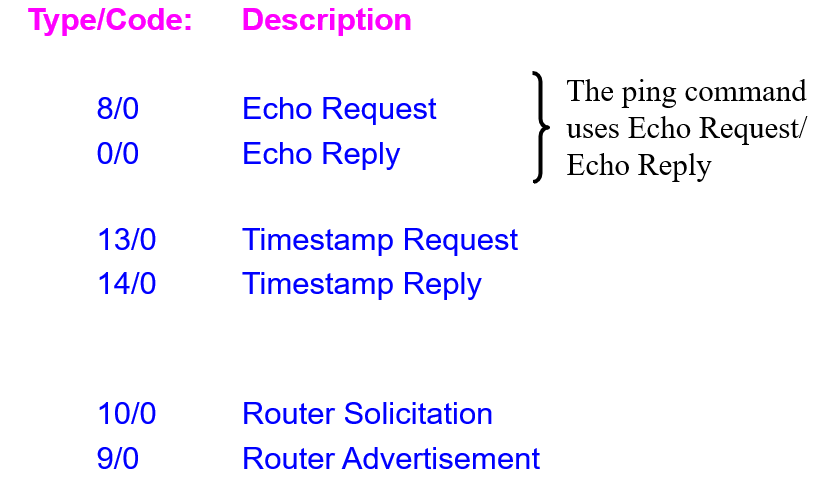 Type/Code: Description
8/0 Echo Request
0/0 Echo Reply
The ping command
uses Echo Request/
Echo Reply
13/0 Timestamp Request
14/0 Timestamp Reply
10/0 Router Solicitation
9/0 Router Advertisement